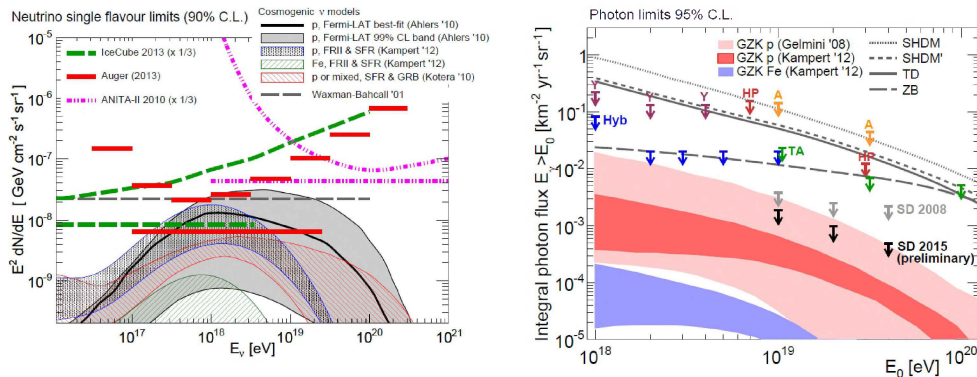 Neutrino single flavour limits (90% C.L.)
IceCube 2013 (x 1/3)
Auger (2013)
ANITA-II 2010 (x 1/3)
Cosmogenic ν models
p, Fermi-LAT best-fit (Ahlers '10)
p, Fermi-LAT 99% CL band (Ahlers '10)
p, FRII & SFR (Kampert '12)
Fe, FRII & SFR (Kampert '12)
p or mixed, SFR & GRB (Kotera '10)
Waxman-Bahcall '01
E² dN/dE [ GeV cm⁻² s⁻¹ sr⁻¹ ]
10⁻⁵
10⁻⁶
10⁻⁷
10⁻⁸
10⁻⁹
10¹⁷ 10¹⁸ 10¹⁹ 10²⁰ 10²¹
Eν [eV]
Photon limits 95% C.L.
GZK p (Gelmini '08)
GZK p (Kampert '12)
GZK Fe (Kampert '12)
SHDM
SHDM'
TD
ZB
Integral photon flux Eγ>E₀ [km⁻² yr⁻¹ sr⁻¹]
1
10⁻¹
10⁻²
10⁻³
10⁻⁴
10⁻⁵
Y Y Y HP A
Hyb
A
TA
HP
SD 2008
SD 2015
(preliminary)
10¹⁸ 10¹⁹ 10²⁰
E₀ [eV]